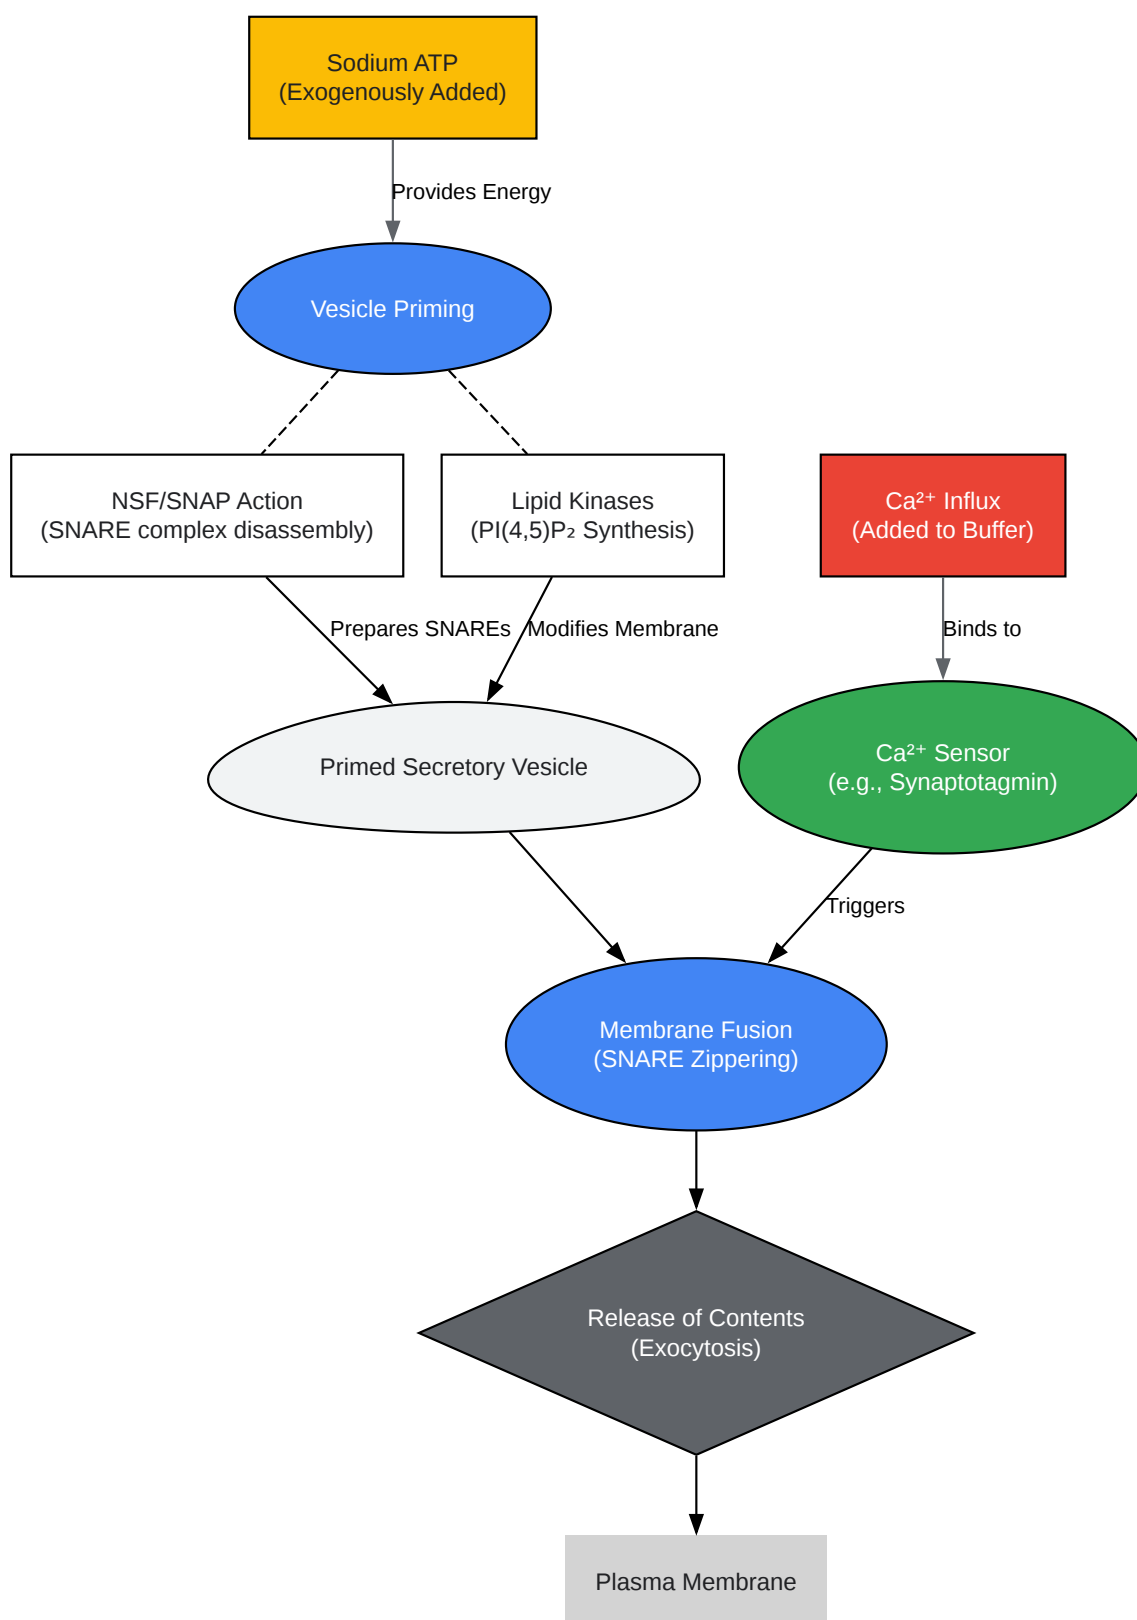 Sodium ATP
(Exogenously Added)
Provides Energy
Vesicle Priming
NSF/SNAP Action
(SNARE complex disassembly)
Lipid Kinases
(PI(4,5)P₂ Synthesis)
Ca²⁺ Influx
(Added to Buffer)
Prepares SNAREs
Modifies Membrane
Binds to
Primed Secretory Vesicle
Ca²⁺ Sensor
(e.g., Synaptotagmin)
Triggers
Membrane Fusion
(SNARE Zippering)
Release of Contents
(Exocytosis)
Plasma Membrane